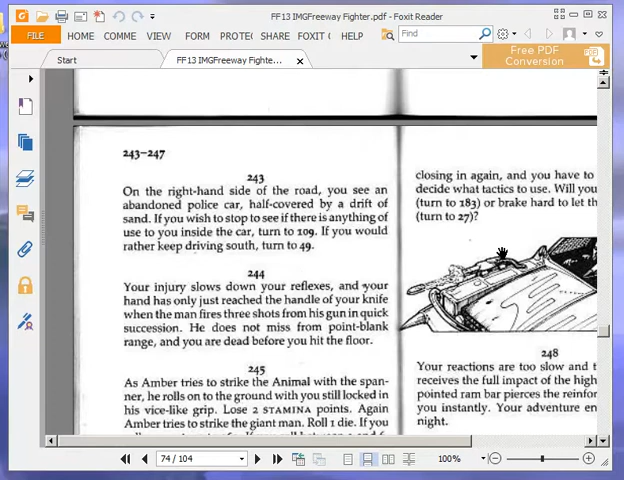 FF13 IMGFreeway Fighter.pdf - Foxit Reader
FILE HOME COMME VIEW FORM PROTE SHARE FOXIT C HELP Find
Free PDF
Conversion
Start FF13 IMGFreeway Fighte...
243–247
243
On the right-hand side of the road, you see an
abandoned police car, half-covered by a drift of
sand. If you wish to stop to see if there is anything of
use to you inside the car, turn to 109. If you would
rather keep driving south, turn to 49.
244
Your injury slows down your reflexes, and your
hand has only just reached the handle of your knife
when the man fires three shots from his gun in quick
succession. He does not miss from point-blank
range, and you are dead before you hit the floor.
245
As Amber tries to strike the Animal with the span-
ner, he rolls on to the ground with you still locked in
his vice-like grip. Lose 2 STAMINA points. Again
Amber tries to strike the giant man. Roll 1 die. If you
closing in again, and you have to
decide what tactics to use. Will you
(turn to 183) or brake hard to let th
(turn to 27)?
248
Your reactions are too slow and t
receives the full impact of the high
pointed ram bar pierces the reinfor
you instantly. Your adventure en
night.
74 / 104
100%